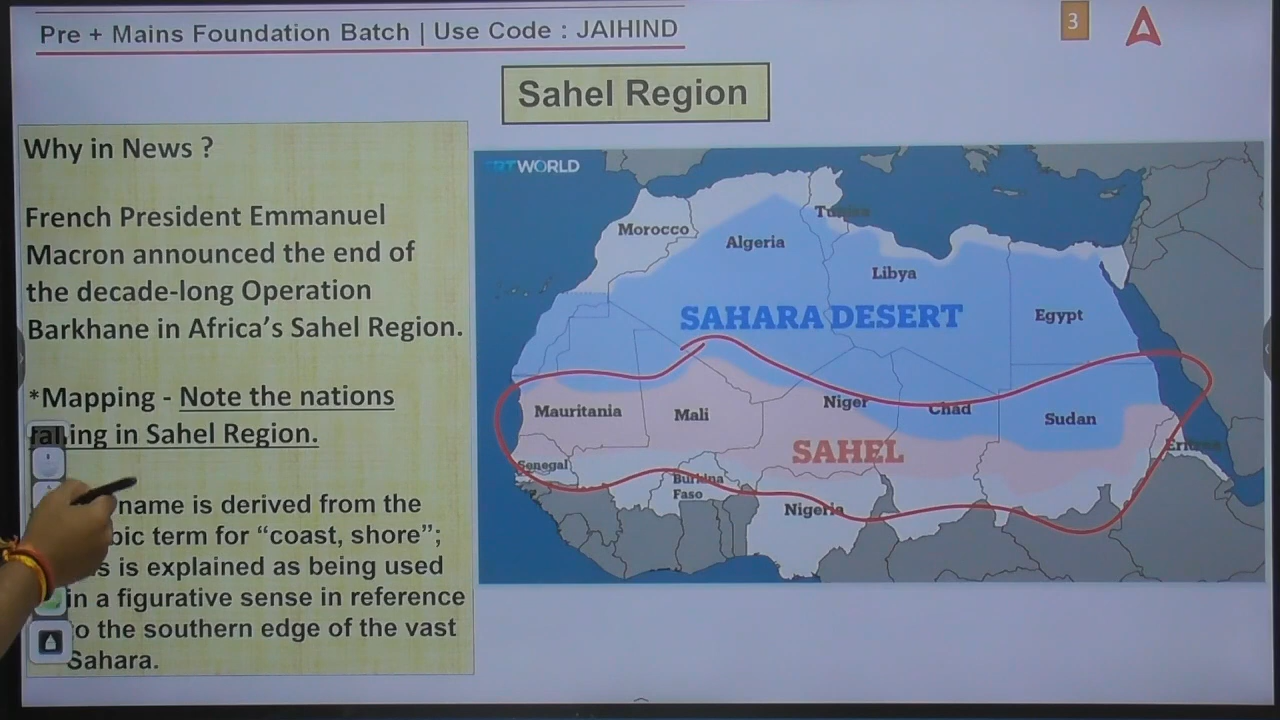 Pre + Mains Foundation Batch | Use Code : JAIHIND
3
Sahel Region
Why in News ?
French President Emmanuel
Macron announced the end of
the decade-long Operation
Barkhane in Africa's Sahel Region.
*Mapping - Note the nations
falling in Sahel Region.
name is derived from the
term for "coast, shore";
is explained as being used
in a figurative sense in reference
to the southern edge of the vast
Sahara.
TRT WORLD
Morocco
Algeria
Tunisia
Libya
Egypt
SAHARA DESERT
Mauritania
Mali
Niger
Chad
Sudan
Eritrea
SAHEL
Senegal
Burkina
Faso
Nigeria